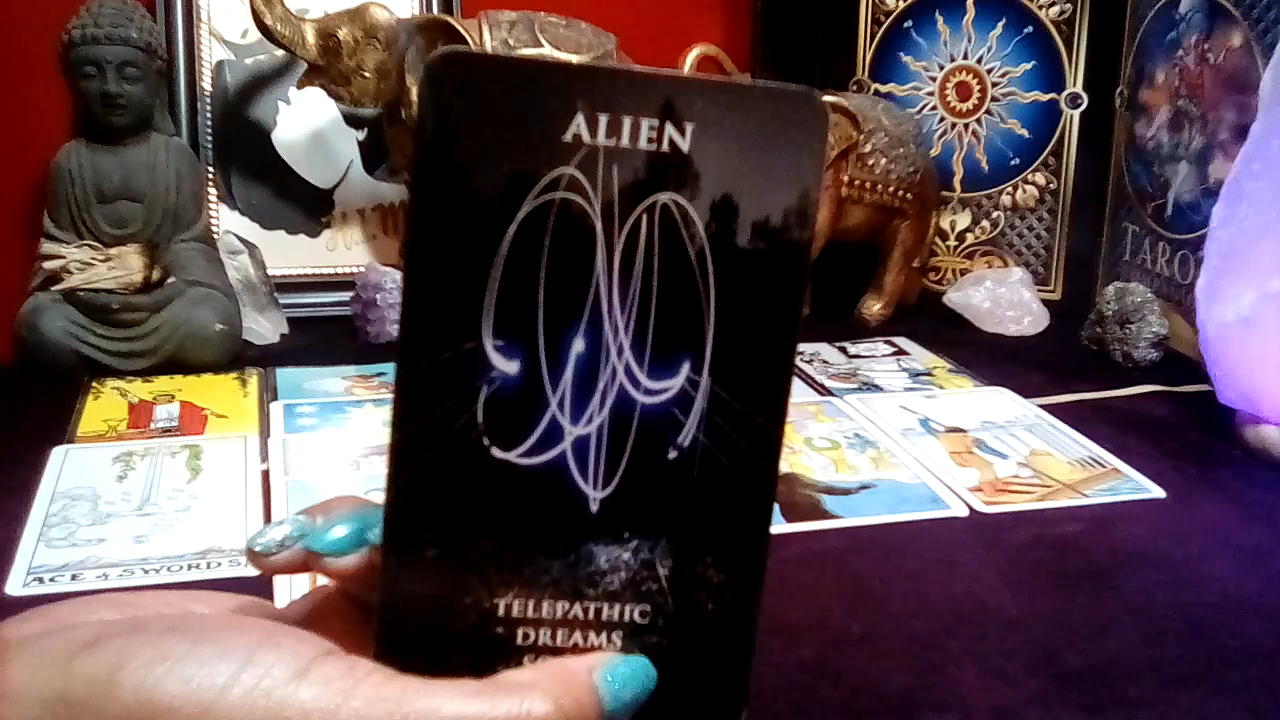 ALIEN
TELEPATHIC
DREAMS
ACE of SWORDS
TAROT